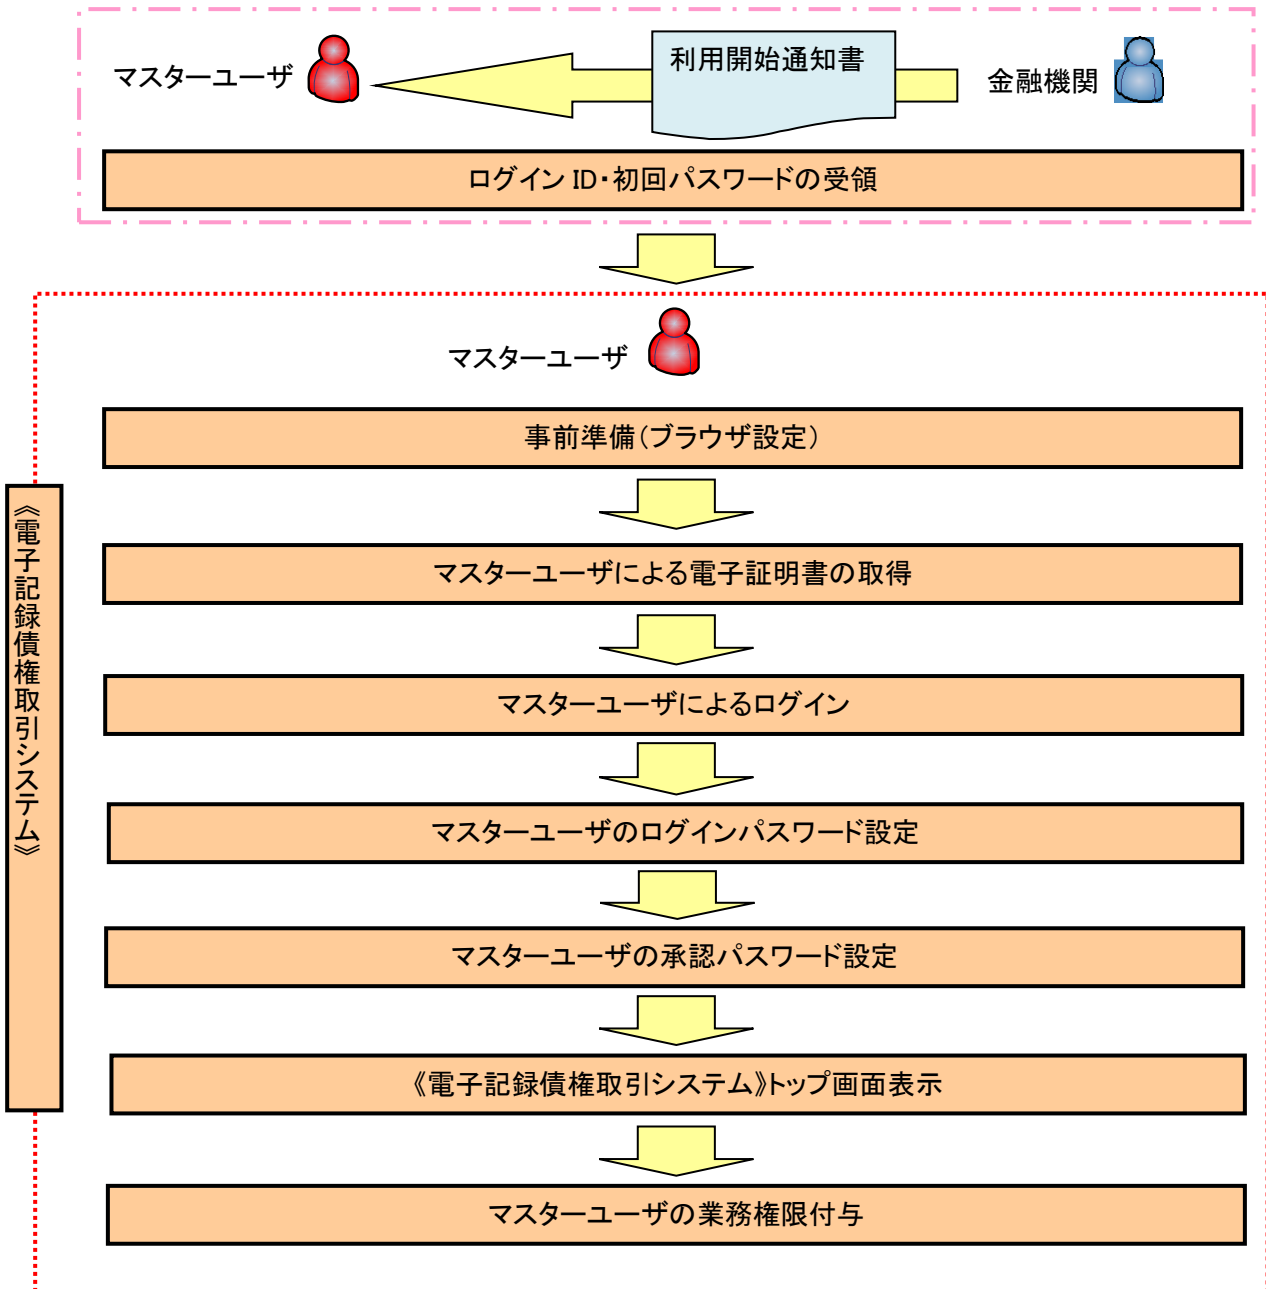 マスターユーザ
利用開始通知書
金融機関
ログイン ID・初回パスワードの受領
マスターユーザ
事前準備（ブラウザ設定）
《電子記録債権取引システム》
マスターユーザによる電子証明書の取得
マスターユーザによるログイン
マスターユーザのログインパスワード設定
マスターユーザの承認パスワード設定
《電子記録債権取引システム》トップ画面表示
マスターユーザの業務権限付与